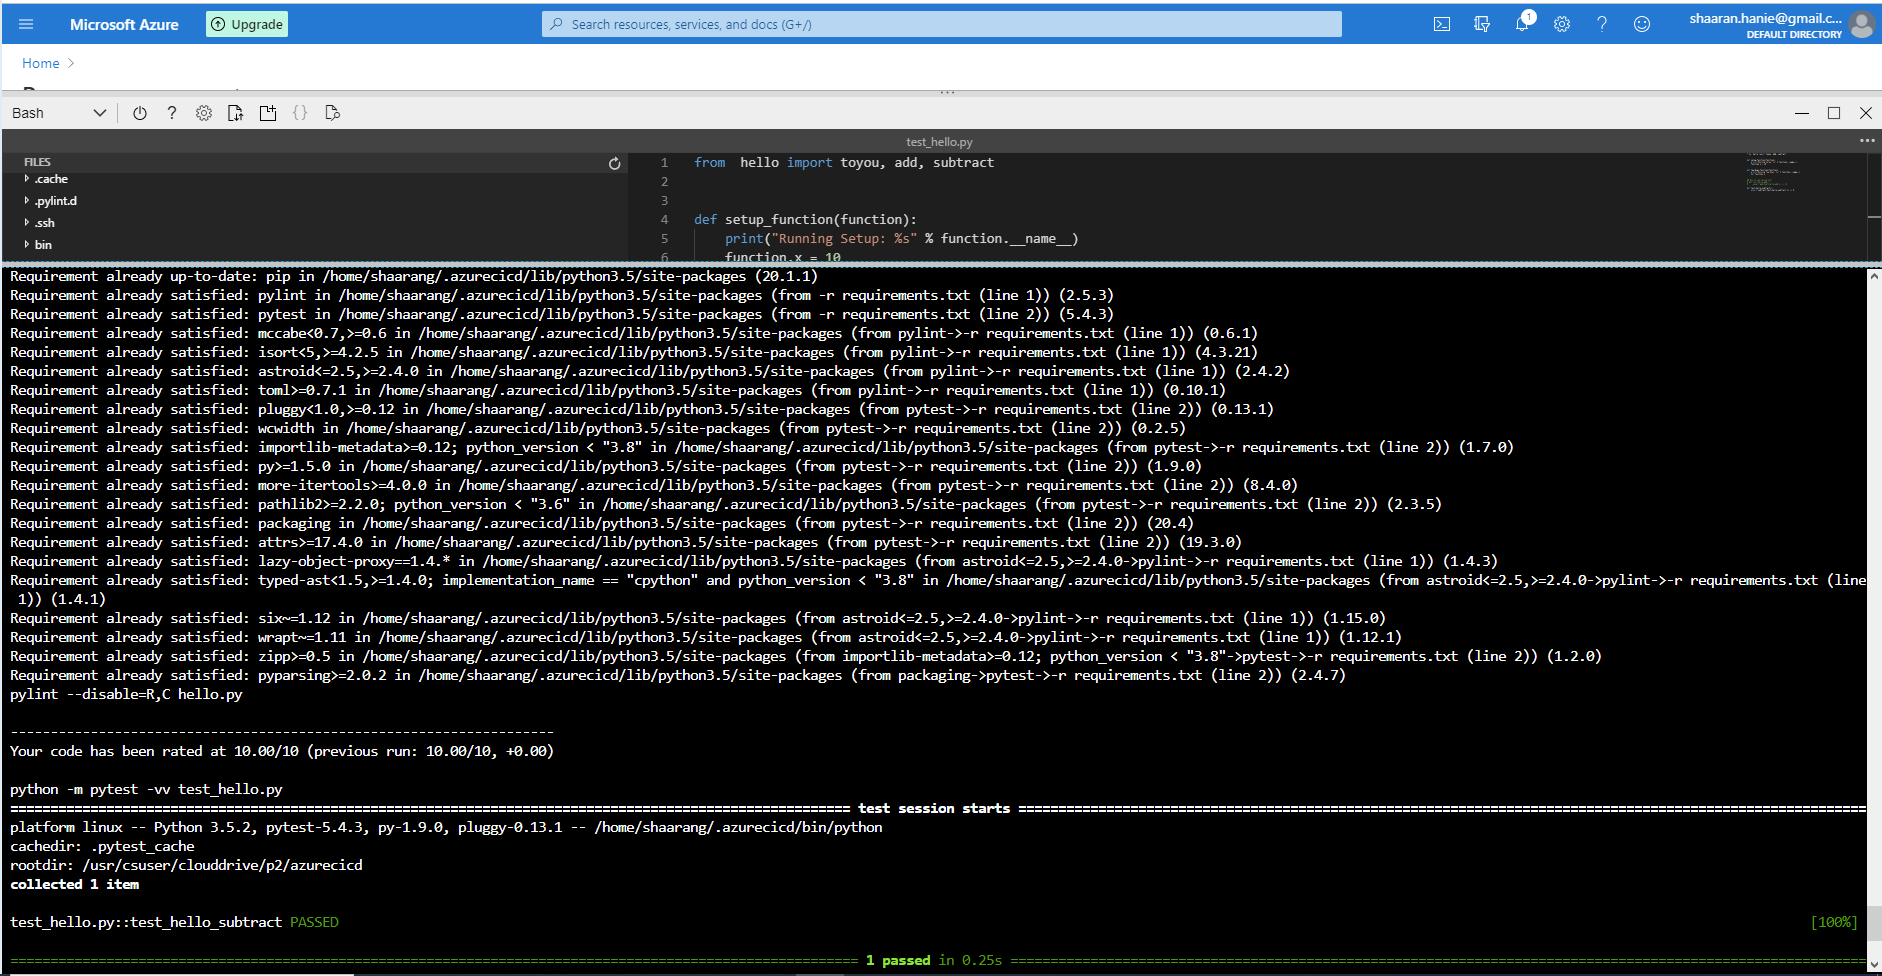 Microsoft Azure
Upgrade
Search resources, services, and docs (G+/)
1
shaaran.hanie@gmail.c...
DEFAULT DIRECTORY
Home
Bash
test_hello.py
FILES
.cache
.pylint.d
.ssh
bin
1 from  hello import toyou, add, subtract
2
3
4 def setup_function(function):
5     print("Running Setup: %s" % function.__name__)
6     function.x = 10
Requirement already up-to-date: pip in /home/shaarang/.azurecicd/lib/python3.5/site-packages (20.1.1)
Requirement already satisfied: pylint in /home/shaarang/.azurecicd/lib/python3.5/site-packages (from -r requirements.txt (line 1)) (2.5.3)
Requirement already satisfied: pytest in /home/shaarang/.azurecicd/lib/python3.5/site-packages (from -r requirements.txt (line 2)) (5.4.3)
Requirement already satisfied: mccabe<0.7,>=0.6 in /home/shaarang/.azurecicd/lib/python3.5/site-packages (from pylint->-r requirements.txt (line 1)) (0.6.1)
Requirement already satisfied: isort<5,>=4.2.5 in /home/shaarang/.azurecicd/lib/python3.5/site-packages (from pylint->-r requirements.txt (line 1)) (4.3.21)
Requirement already satisfied: astroid<=2.5,>=2.4.0 in /home/shaarang/.azurecicd/lib/python3.5/site-packages (from pylint->-r requirements.txt (line 1)) (2.4.2)
Requirement already satisfied: toml>=0.7.1 in /home/shaarang/.azurecicd/lib/python3.5/site-packages (from pylint->-r requirements.txt (line 1)) (0.10.1)
Requirement already satisfied: pluggy<1.0,>=0.12 in /home/shaarang/.azurecicd/lib/python3.5/site-packages (from pytest->-r requirements.txt (line 2)) (0.13.1)
Requirement already satisfied: wcwidth in /home/shaarang/.azurecicd/lib/python3.5/site-packages (from pytest->-r requirements.txt (line 2)) (0.2.5)
Requirement already satisfied: importlib-metadata>=0.12; python_version < "3.8" in /home/shaarang/.azurecicd/lib/python3.5/site-packages (from pytest->-r requirements.txt (line 2)) (1.7.0)
Requirement already satisfied: py>=1.5.0 in /home/shaarang/.azurecicd/lib/python3.5/site-packages (from pytest->-r requirements.txt (line 2)) (1.9.0)
Requirement already satisfied: more-itertools>=4.0.0 in /home/shaarang/.azurecicd/lib/python3.5/site-packages (from pytest->-r requirements.txt (line 2)) (8.4.0)
Requirement already satisfied: pathlib2>=2.2.0; python_version < "3.6" in /home/shaarang/.azurecicd/lib/python3.5/site-packages (from pytest->-r requirements.txt (line 2)) (2.3.5)
Requirement already satisfied: packaging in /home/shaarang/.azurecicd/lib/python3.5/site-packages (from pytest->-r requirements.txt (line 2)) (20.4)
Requirement already satisfied: attrs>=17.4.0 in /home/shaarang/.azurecicd/lib/python3.5/site-packages (from pytest->-r requirements.txt (line 2)) (19.3.0)
Requirement already satisfied: lazy-object-proxy==1.4.* in /home/shaarang/.azurecicd/lib/python3.5/site-packages (from astroid<=2.5,>=2.4.0->pylint->-r requirements.txt (line 1)) (1.4.3)
Requirement already satisfied: typed-ast<1.5,>=1.4.0; implementation_name == "cpython" and python_version < "3.8" in /home/shaarang/.azurecicd/lib/python3.5/site-packages (from astroid<=2.5,>=2.4.0->pylint->-r requirements.txt (line
 1)) (1.4.1)
Requirement already satisfied: six~=1.12 in /home/shaarang/.azurecicd/lib/python3.5/site-packages (from astroid<=2.5,>=2.4.0->pylint->-r requirements.txt (line 1)) (1.15.0)
Requirement already satisfied: wrapt~=1.11 in /home/shaarang/.azurecicd/lib/python3.5/site-packages (from astroid<=2.5,>=2.4.0->pylint->-r requirements.txt (line 1)) (1.12.1)
Requirement already satisfied: zipp>=0.5 in /home/shaarang/.azurecicd/lib/python3.5/site-packages (from importlib-metadata>=0.12; python_version < "3.8"->pytest->-r requirements.txt (line 2)) (1.2.0)
Requirement already satisfied: pyparsing>=2.0.2 in /home/shaarang/.azurecicd/lib/python3.5/site-packages (from packaging->pytest->-r requirements.txt (line 2)) (2.4.7)
pylint --disable=R,C hello.py
--------------------------------------------------------------------
Your code has been rated at 10.00/10 (previous run: 10.00/10, +0.00)
python -m pytest -vv test_hello.py
========== test session starts ==========
platform linux -- Python 3.5.2, pytest-5.4.3, py-1.9.0, pluggy-0.13.1 -- /home/shaarang/.azurecicd/bin/python
cachedir: .pytest_cache
rootdir: /usr/csuser/clouddrive/p2/azurecicd
collected 1 item
test_hello.py::test_hello_subtract PASSED [100%]
========== 1 passed in 0.25s ==========